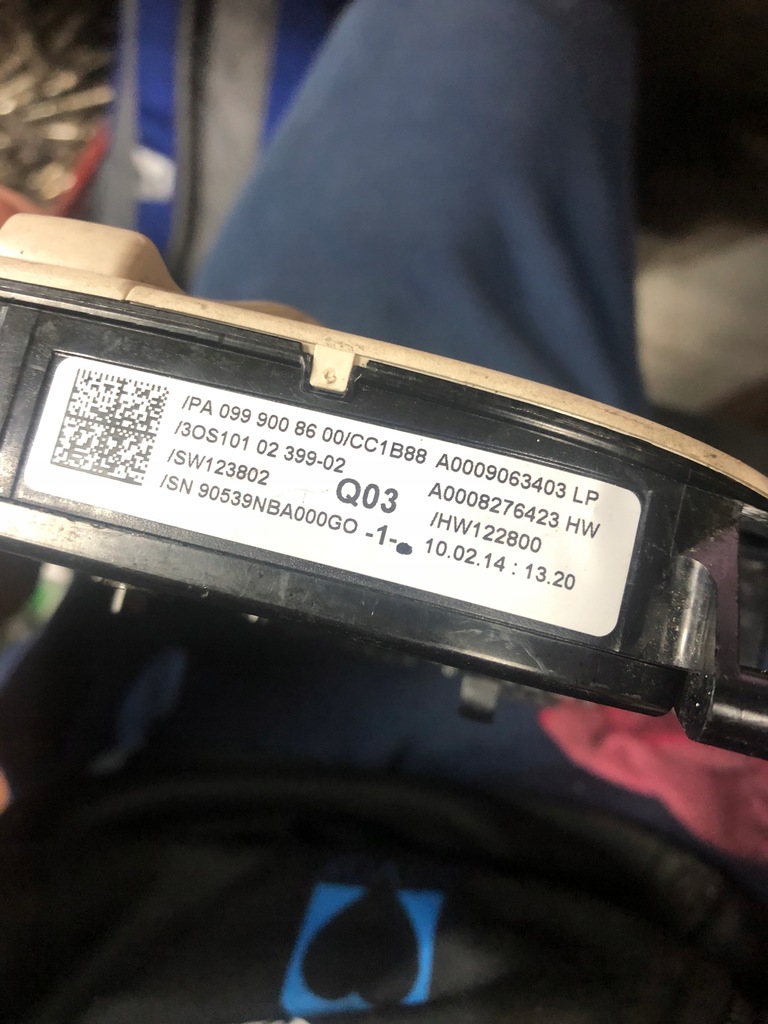 /PA 099 900 86 00/CC1B88 A0009063403 LP
/3OS101 02 399-02 A0008276423 HW
/SW123802 Q03 /HW122800
/SN 90539NBA000GO -1- 10.02.14 : 13.20